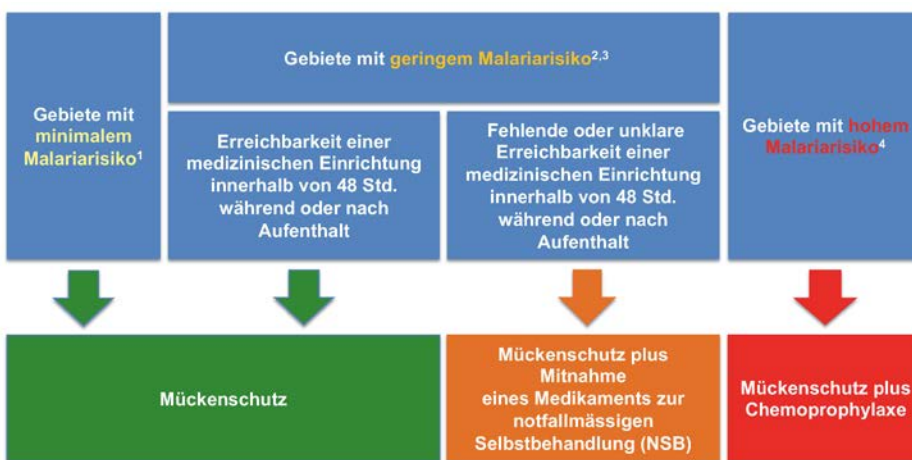 Gebiete mit
minimalem
Malariarisiko¹
Gebiete mit geringem Malariarisiko²,³
Erreichbarkeit einer
medizinischen Einrichtung
innerhalb von 48 Std.
während oder nach
Aufenthalt
Fehlende oder unklare
Erreichbarkeit einer
medizinischen Einrichtung
innerhalb von 48 Std.
während oder nach
Aufenthalt
Gebiete mit hohem
Malariarisiko⁴
Mückenschutz
Mückenschutz plus
Mitnahme
eines Medikaments zur
notfallmässigen
Selbstbehandlung (NSB)
Mückenschutz plus
Chemoprophylaxe